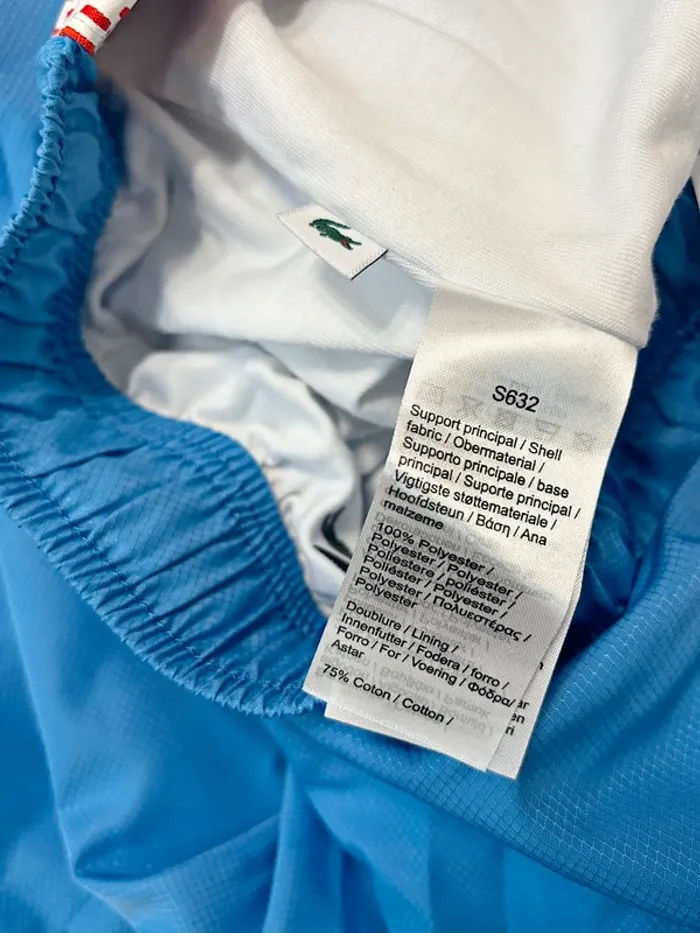 S632
Support principal / Shell
fabric / Obermaterial /
Supporto principale / base
principal / Suporte principal /
Vigtigste støttemateriale /
Hoofdsteun / Βάση / Ana
malzeme
100% Polyester /
Polyester / Polyester /
Poliestere / poliéster /
Poliéster / Polyester /
Polyester / Πολυεστέρας /
Polyester
Doublure / Lining /
Innenfutter / Fodera / forro /
Forro / For / Voering / Φόδρα/
Astar
75% Coton / Cotton /